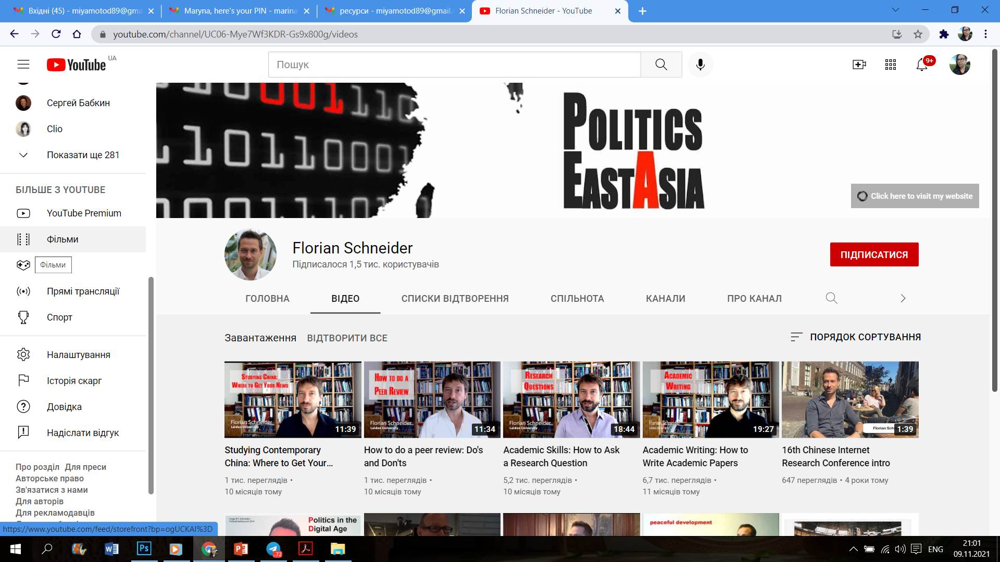 Вхідні (45) - miyamotod89@gma
Maryna, here's your PIN - marina
ресурси - miyamotod89@gmail.
Florian Schneider - YouTube
youtube.com/channel/UC06-Mye7Wf3KDR-Gs9x800g/videos
YouTube UA
Пошук
9+
Сергей Бабкин
Clio
Показати ще 281
БІЛЬШЕ З YOUTUBE
YouTube Premium
Фільми
Фільми
Прямі трансляції
Спорт
Налаштування
Історія скарг
Довідка
Надіслати відгук
Про розділ Для преси
Авторське право
Зв'язатися з нами
Для авторів
Для рекламодавців
https://www.youtube.com/feed/storefront?bp=ogUCKAI%3D
POLITICS
EASTASIA
Click here to visit my website
Florian Schneider
Підписалося 1,5 тис. користувачів
ПІДПИСАТИСЯ
ГОЛОВНА
ВІДЕО
СПИСКИ ВІДТВОРЕННЯ
СПІЛЬНОТА
КАНАЛИ
ПРО КАНАЛ
Завантаження
ВІДТВОРИТИ ВСЕ
ПОРЯДОК СОРТУВАННЯ
STUDYING CHINA:
WHERE TO GET YOUR NEWS
Florian Schneider
Leiden University
11:39
Studying Contemporary
China: Where to Get Your...
1 тис. переглядів •
10 місяців тому
HOW TO DO A
PEER REVIEW
Florian Schneider
Leiden University
11:34
How to do a peer review: Do's
and Don'ts
1 тис. переглядів •
10 місяців тому
RESEARCH
QUESTIONS
Florian Schneider
Leiden University
18:44
Academic Skills: How to Ask
a Research Question
5,2 тис. переглядів •
10 місяців тому
ACADEMIC
WRITING
Florian Schneider
Leiden University
19:27
Academic Writing: How to
Write Academic Papers
6,7 тис. переглядів •
11 місяців тому
1:39
16th Chinese Internet
Research Conference intro
647 переглядів • 4 роки тому
Politics in the
Digital Age
peaceful development
72
ENG
21:01
09.11.2021